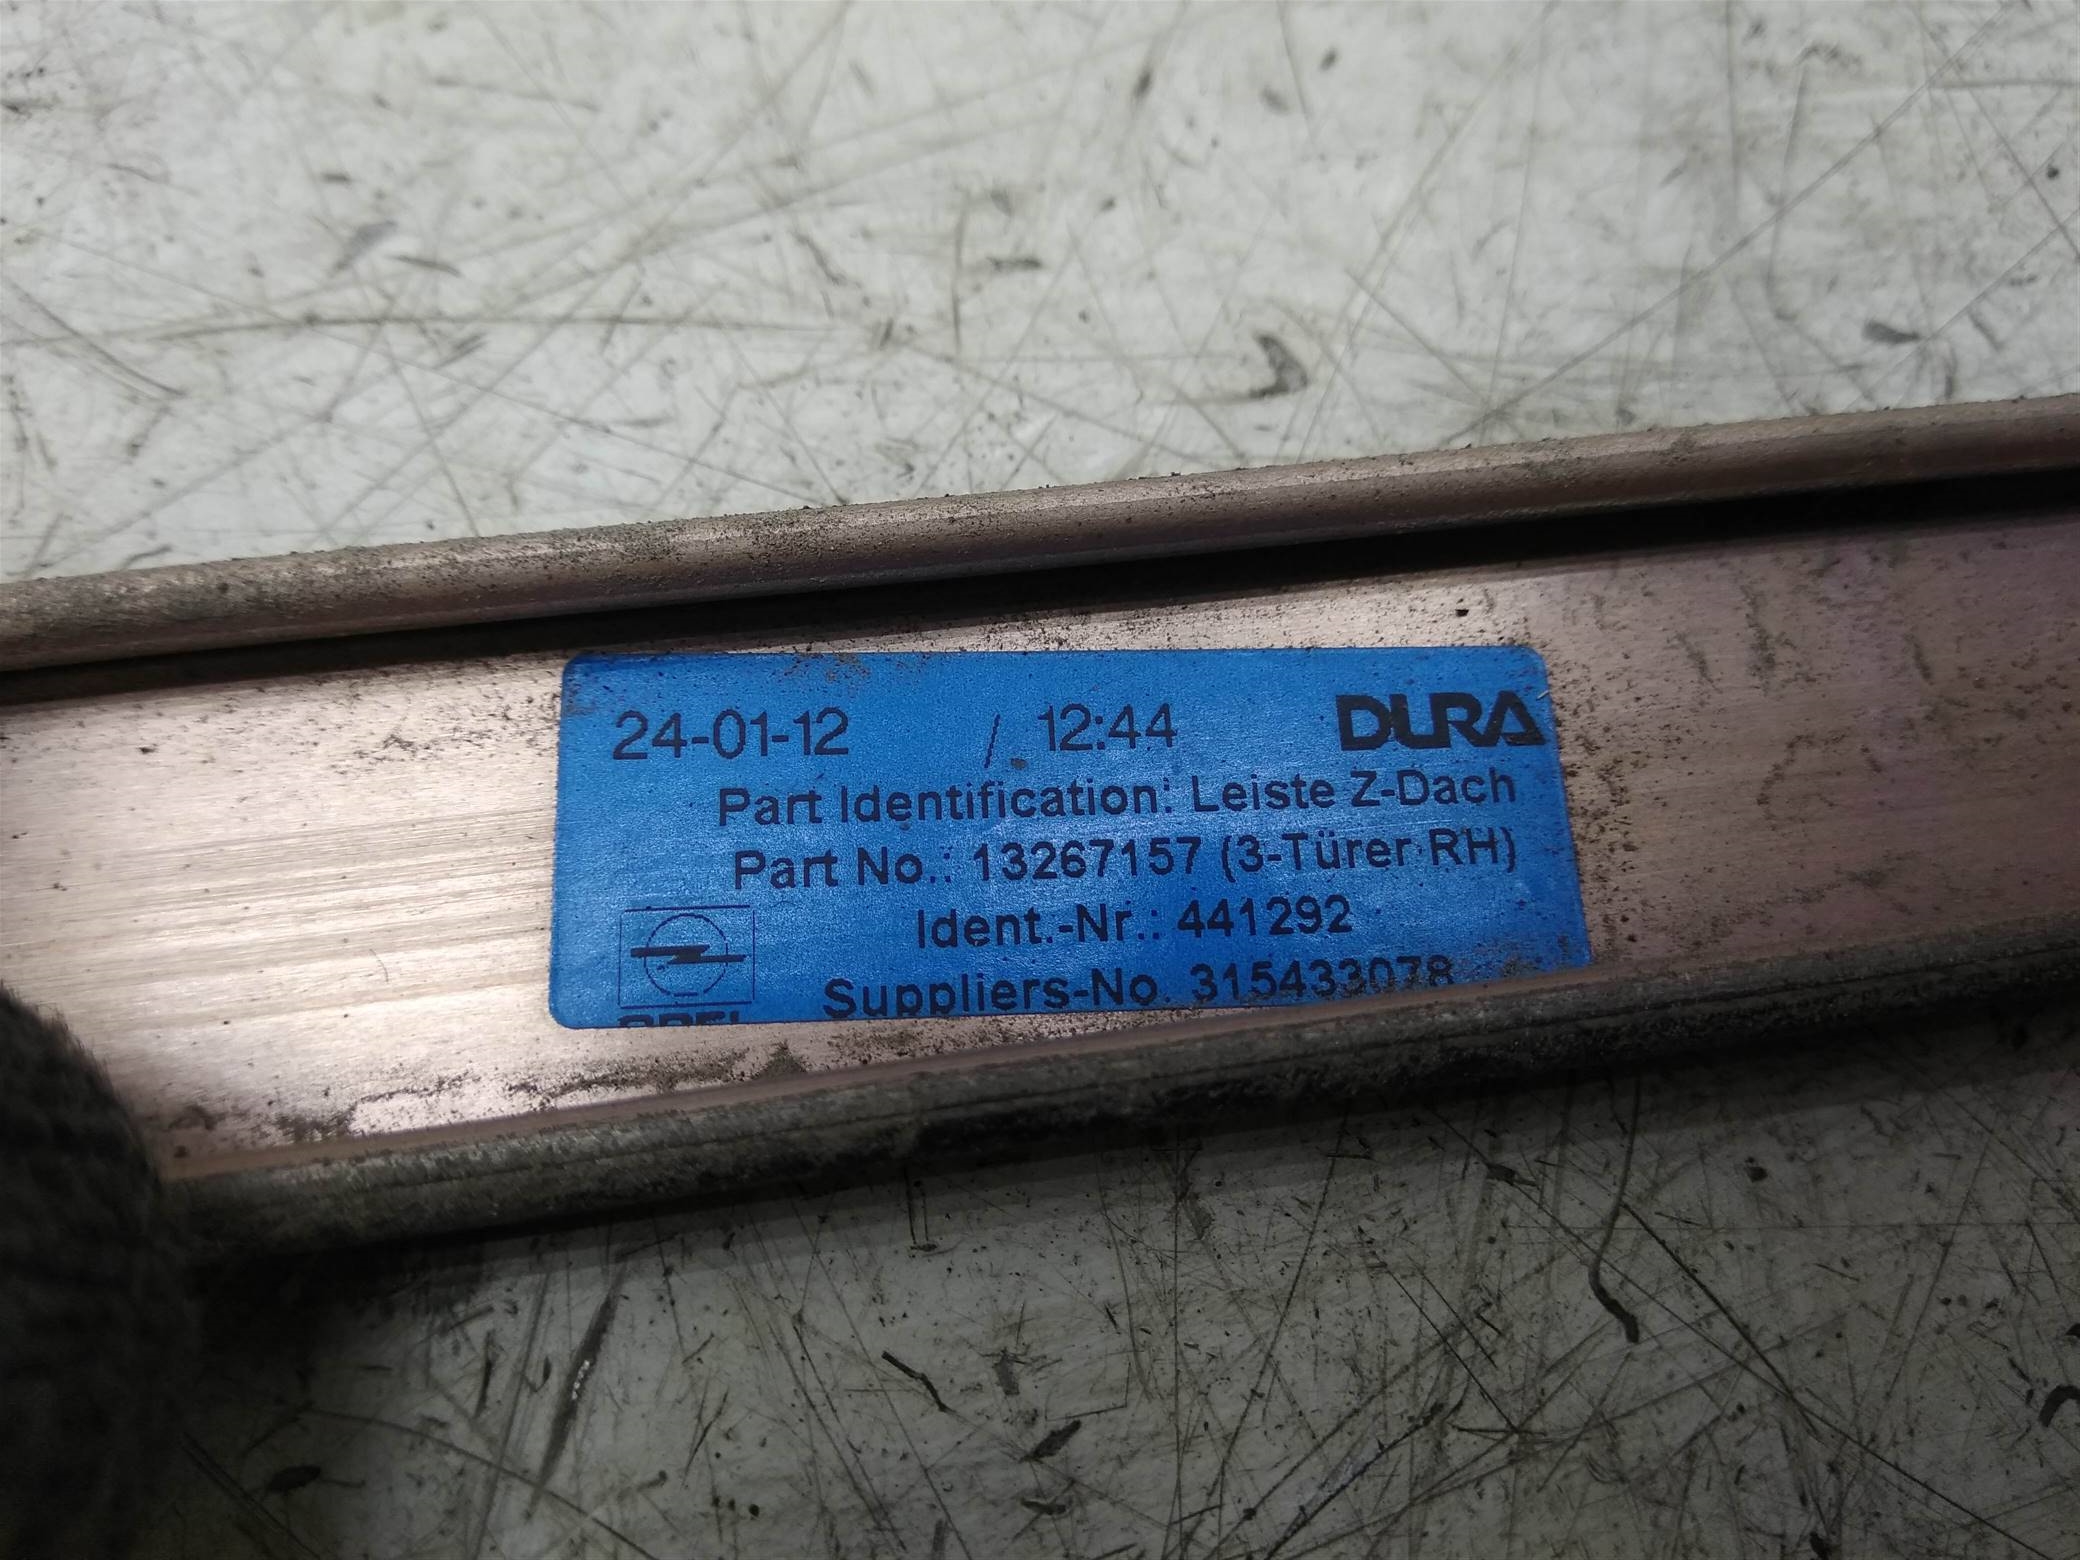 24-01-12 / 12:44 DURA
Part Identification: Leiste Z-Dach
Part No.: 13267157 (3-Türer RH)
Ident.-Nr.: 441292
Suppliers-No. 315433078
OPEL